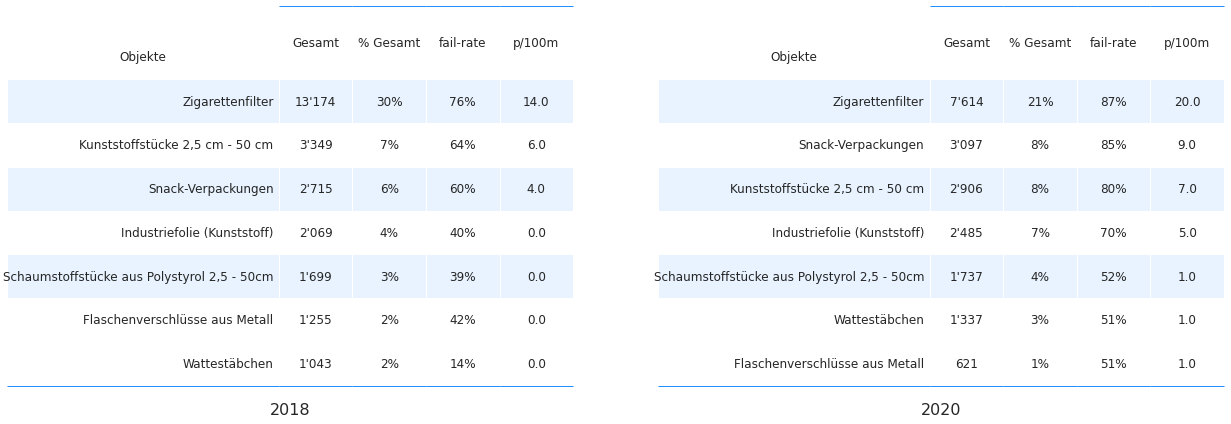 Objekte Gesamt % Gesamt fail-rate p/100m
Zigarettenfilter 13'174 30% 76% 14.0
Kunststoffstücke 2,5 cm - 50 cm 3'349 7% 64% 6.0
Snack-Verpackungen 2'715 6% 60% 4.0
Industriefolie (Kunststoff) 2'069 4% 40% 0.0
Schaumstoffstücke aus Polystyrol 2,5 - 50cm 1'699 3% 39% 0.0
Flaschenverschlüsse aus Metall 1'255 2% 42% 0.0
Wattestäbchen 1'043 2% 14% 0.0
2018
Objekte Gesamt % Gesamt fail-rate p/100m
Zigarettenfilter 7'614 21% 87% 20.0
Snack-Verpackungen 3'097 8% 85% 9.0
Kunststoffstücke 2,5 cm - 50 cm 2'906 8% 80% 7.0
Industriefolie (Kunststoff) 2'485 7% 70% 5.0
Schaumstoffstücke aus Polystyrol 2,5 - 50cm 1'737 4% 52% 1.0
Wattestäbchen 1'337 3% 51% 1.0
Flaschenverschlüsse aus Metall 621 1% 51% 1.0
2020